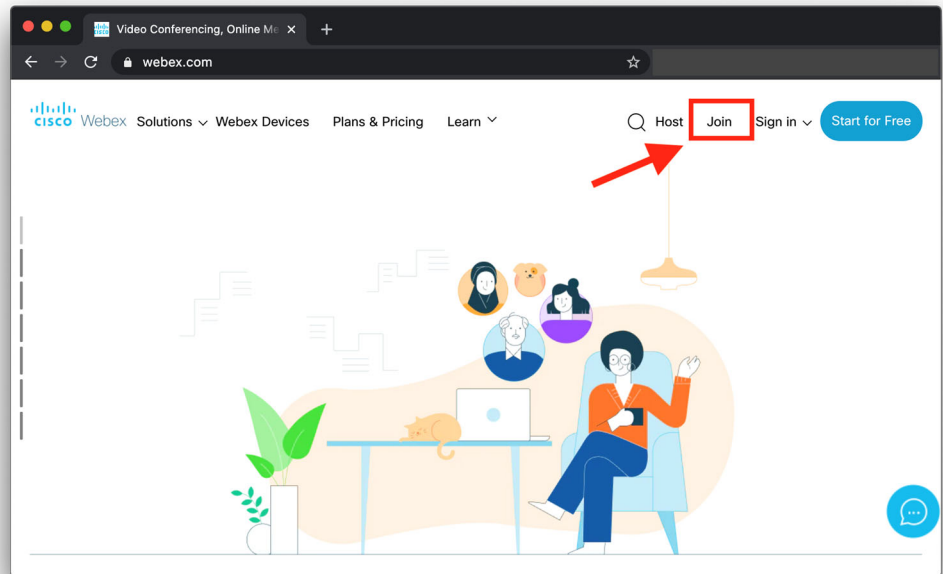 Video Conferencing, Online Me
webex.com
CISCO Webex Solutions Webex Devices Plans & Pricing Learn Host Join Sign in Start for Free